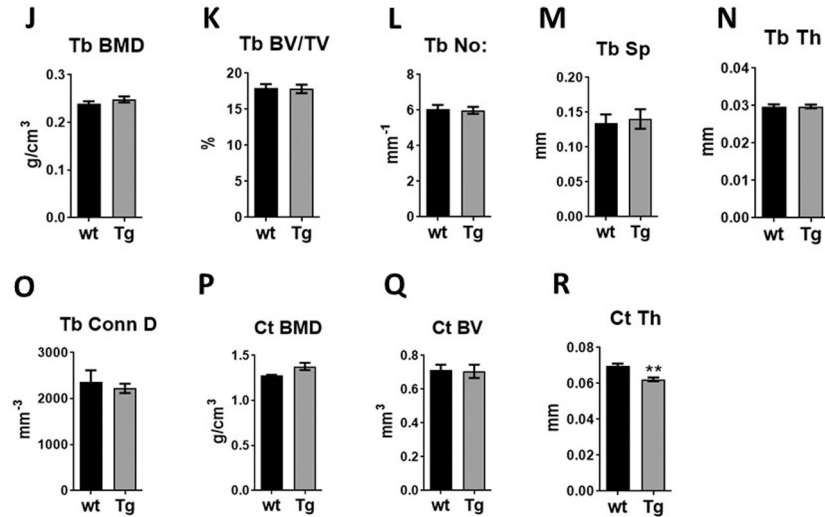 J
Tb BMD
g/cm³
0.3
0.2
0.1
0.0
wt Tg
K
Tb BV/TV
%
20
15
10
5
0
wt Tg
L
Tb No:
mm⁻¹
8
6
4
2
0
wt Tg
M
Tb Sp
mm
0.20
0.15
0.10
0.05
0.00
wt Tg
N
Tb Th
mm
0.04
0.03
0.02
0.01
0.00
wt Tg
O
Tb Conn D
mm⁻³
3000
2000
1000
0
wt Tg
P
Ct BMD
g/cm³
1.5
1.0
0.5
0.0
wt Tg
Q
Ct BV
mm³
0.8
0.6
0.4
0.2
0.0
wt Tg
R
Ct Th
mm
0.08
0.06
0.04
0.02
0.00
**
wt Tg